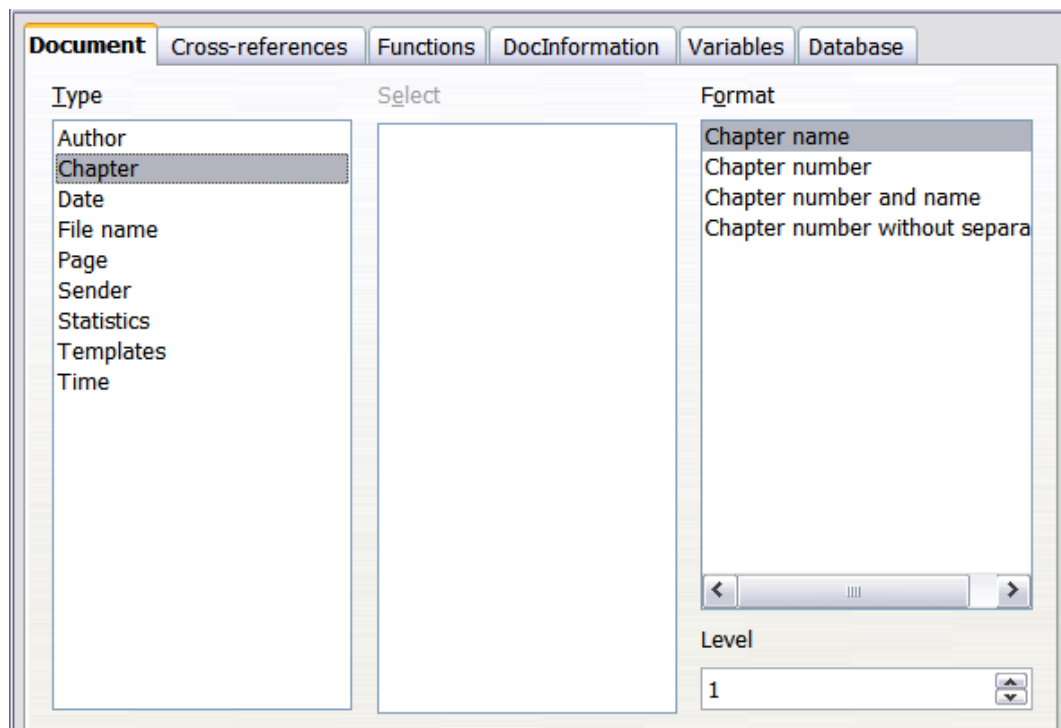 Document Cross-references Functions DocInformation Variables Database
Type
Author
Chapter
Date
File name
Page
Sender
Statistics
Templates
Time
Select
Format
Chapter name
Chapter number
Chapter number and name
Chapter number without separa
Level
1